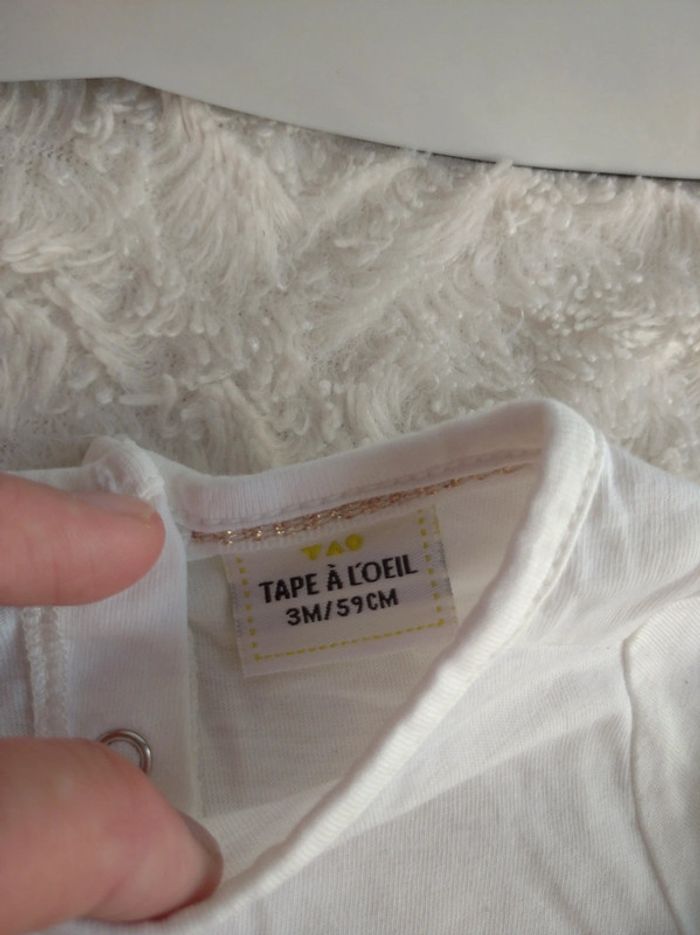 TAO
TAPE À L'OEIL
3M/59CM